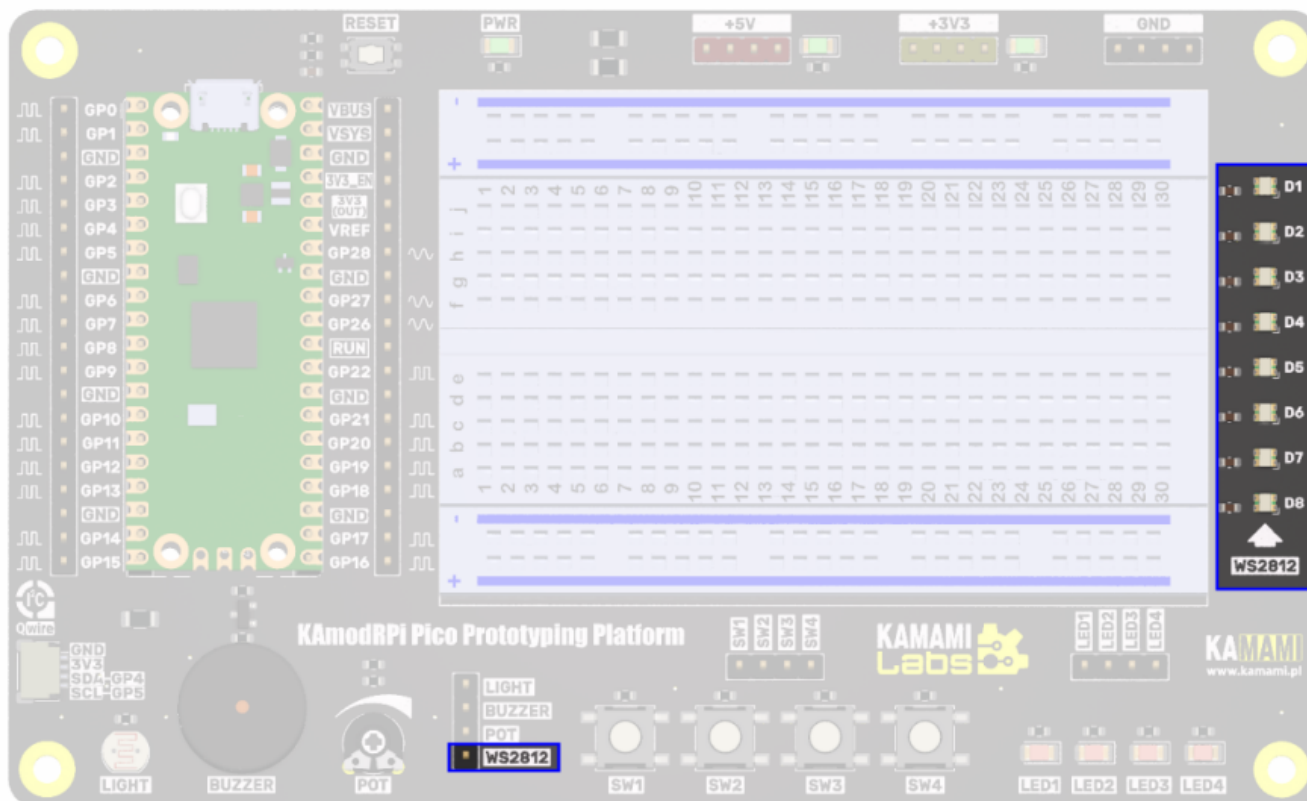 RESET
PWR
+5V
+3V3
GND
GP0
GP1
GND
GP2
GP3
GP4
GP5
GND
GP6
GP7
GP8
GP9
GND
GP10
GP11
GP12
GP13
GND
GP14
GP15
VBUS
VSYS
GND
3V3_EN
3V3
(OUT)
VREF
GP28
GND
GP27
GP26
RUN
GP22
GND
GP21
GP20
GP19
GP18
GND
GP17
GP16
-
+
1 2 3 4 5 6 7 8 9 10 11 12 13 14 15 16 17 18 19 20 21 22 23 24 25 26 27 28 29 30
j
i
h
g
f
e
d
c
b
a
1 2 3 4 5 6 7 8 9 10 11 12 13 14 15 16 17 18 19 20 21 22 23 24 25 26 27 28 29 30
-
+
D1
D2
D3
D4
D5
D6
D7
D8
WS2812
I²C
Qwire
GND
3V3
SDA GP4
SCL GP5
KAmodRPi Pico Prototyping Platform
SW1 SW2 SW3 SW4
KAMAMI
Labs
LED1 LED2 LED3 LED4
KAMAMI
www.kamami.pl
LIGHT
BUZZER
POT
WS2812
LIGHT
BUZZER
POT
SW1
SW2
SW3
SW4
LED1
LED2
LED3
LED4